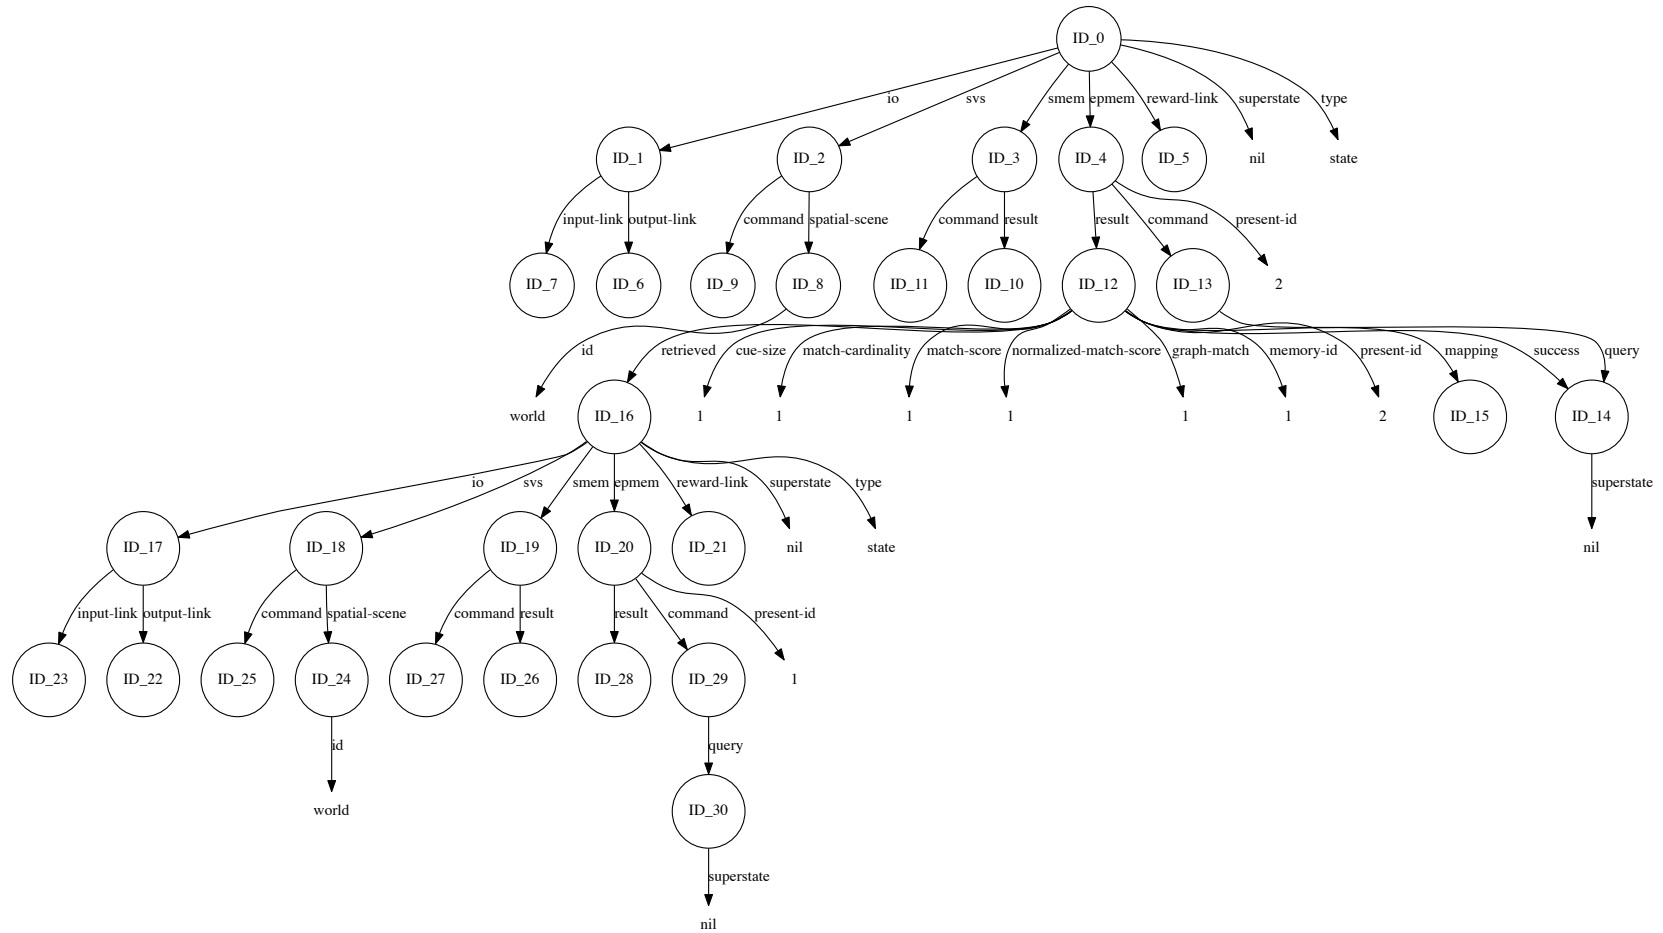 ID_0
io
svs
smem
epmem
reward-link
superstate
type
ID_1
ID_2
ID_3
ID_4
ID_5
nil
state
input-link
output-link
command
spatial-scene
command
result
result
command
present-id
ID_7
ID_6
ID_9
ID_8
ID_11
ID_10
ID_12
ID_13
2
id
retrieved
cue-size
match-cardinality
match-score
normalized-match-score
graph-match
memory-id
present-id
mapping
success
query
world
ID_16
1
1
1
1
1
1
2
ID_15
ID_14
io
svs
smem
epmem
reward-link
superstate
type
superstate
ID_17
ID_18
ID_19
ID_20
ID_21
nil
state
nil
input-link
output-link
command
spatial-scene
command
result
result
command
present-id
ID_23
ID_22
ID_25
ID_24
ID_27
ID_26
ID_28
ID_29
1
id
query
world
ID_30
superstate
nil